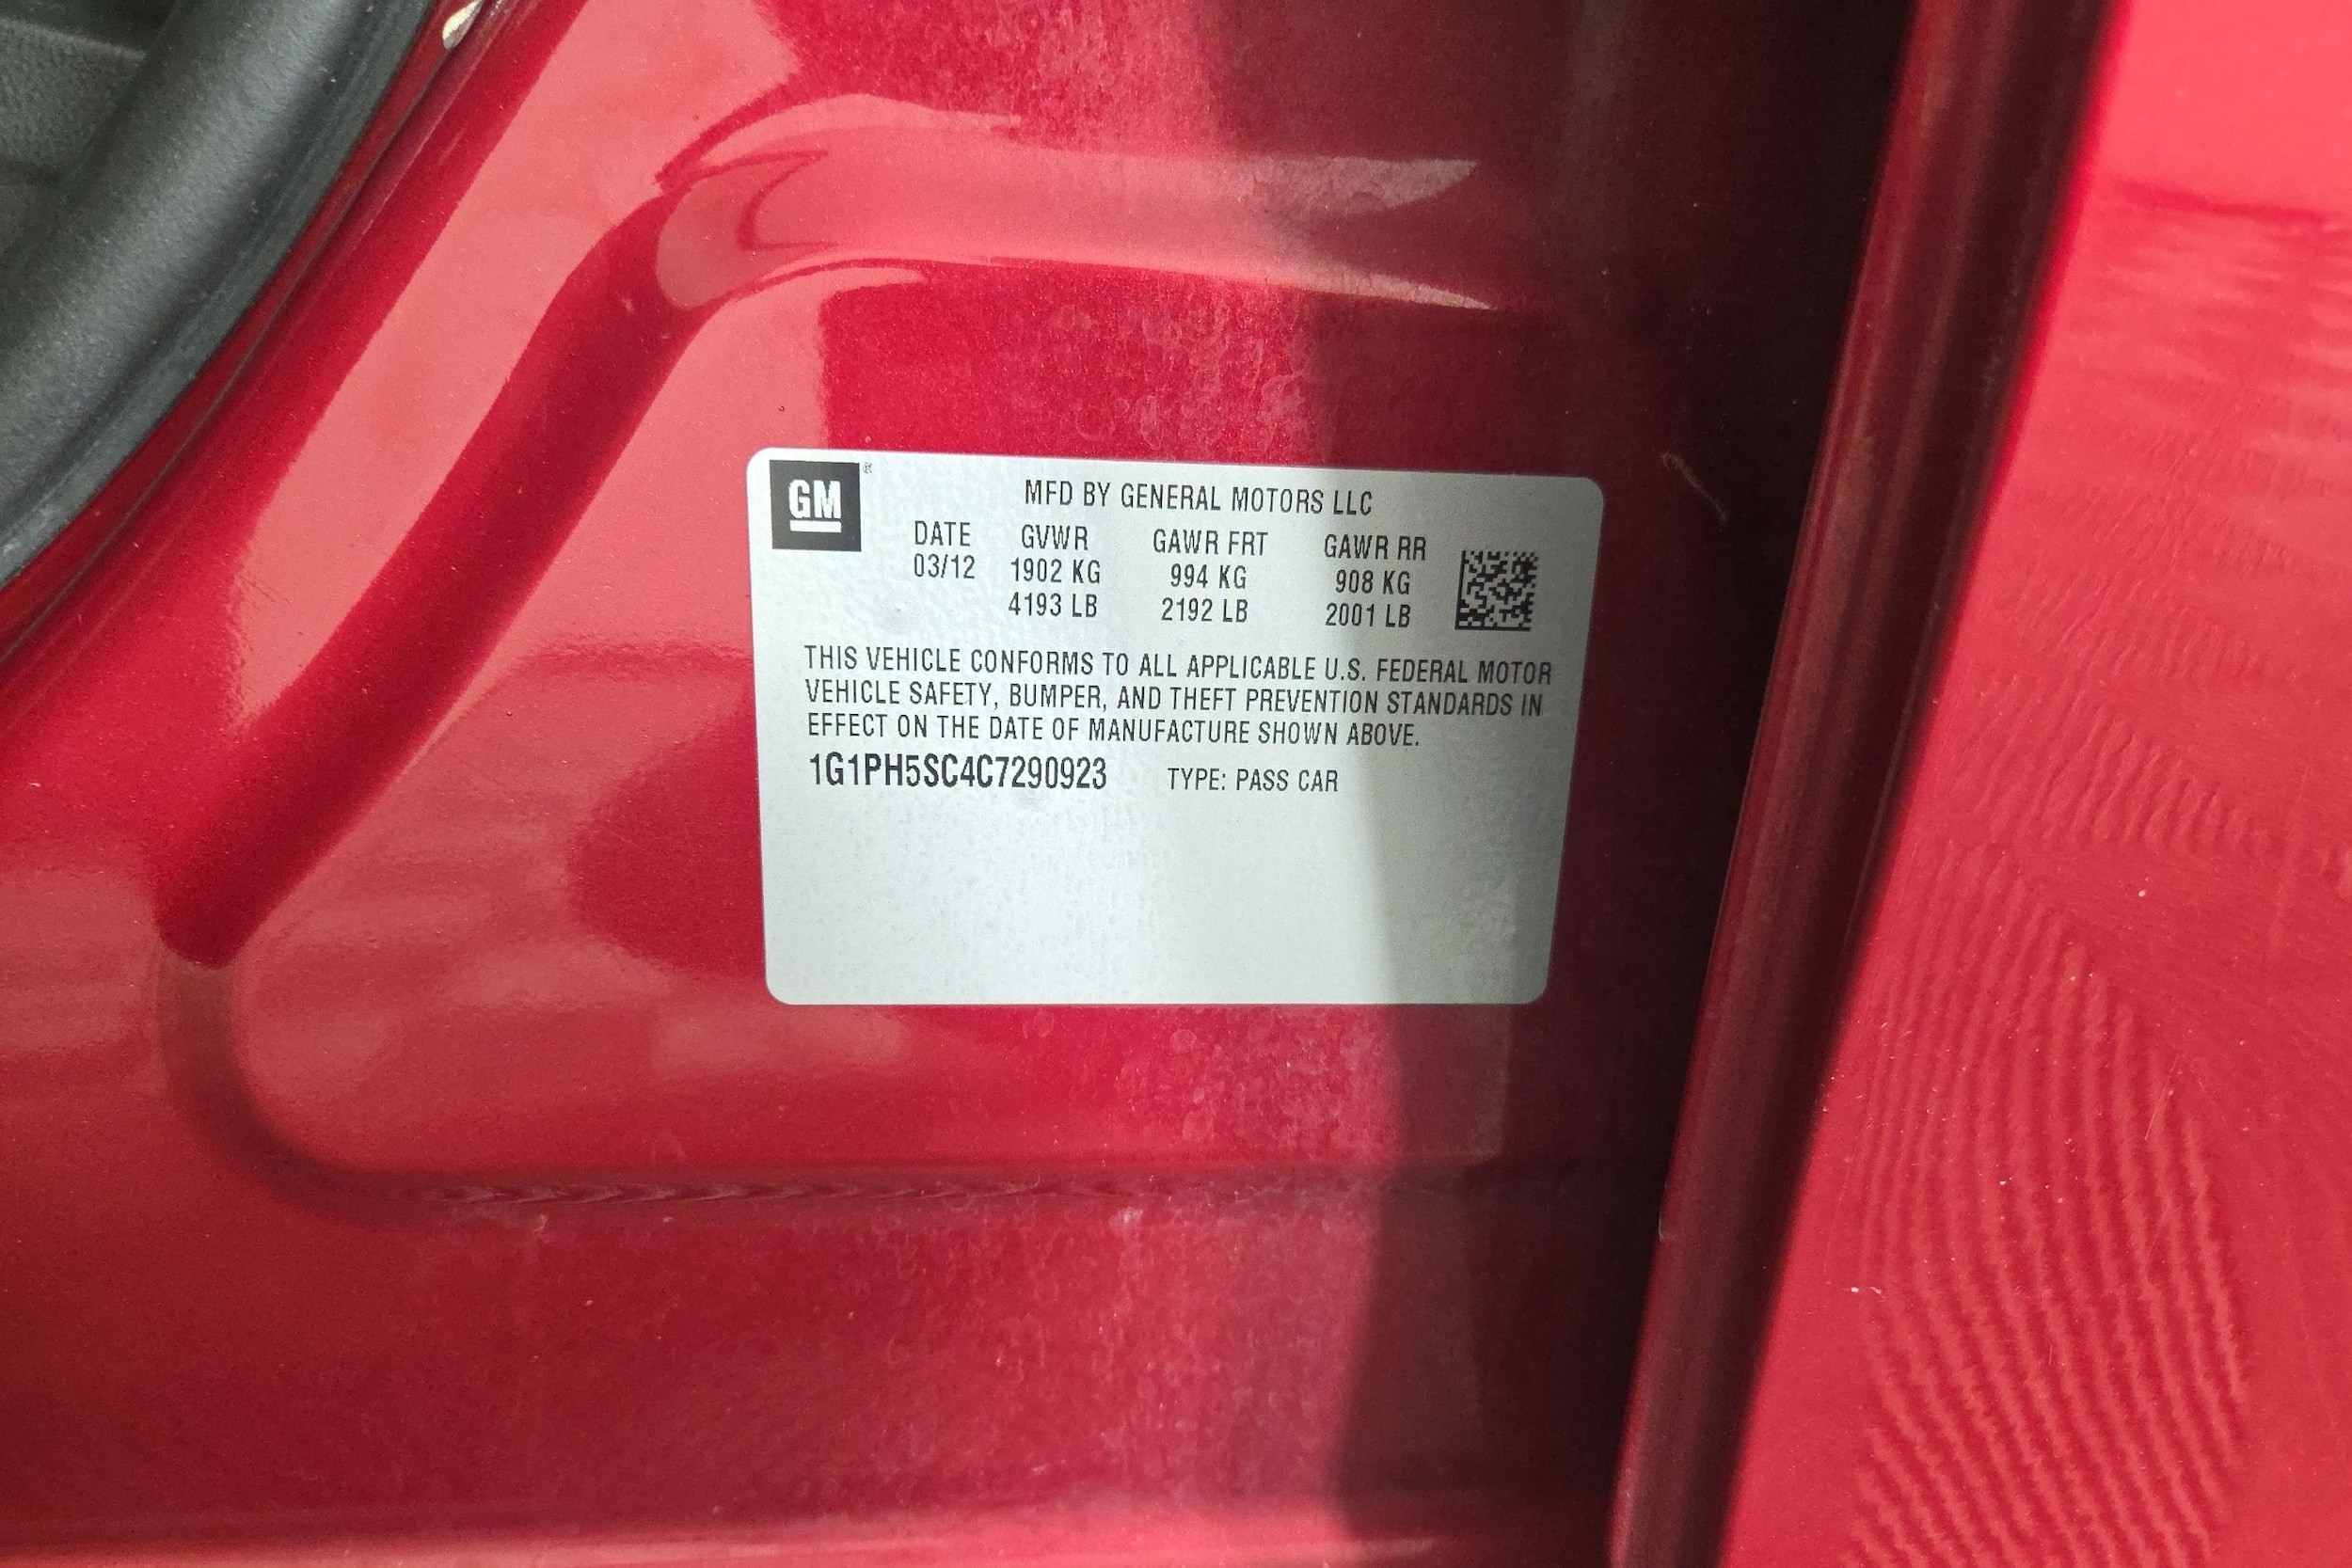 GM ®
MFD BY GENERAL MOTORS LLC
DATE GVWR GAWR FRT GAWR RR
03/12 1902 KG 994 KG 908 KG
4193 LB 2192 LB 2001 LB
THIS VEHICLE CONFORMS TO ALL APPLICABLE U.S. FEDERAL MOTOR
VEHICLE SAFETY, BUMPER, AND THEFT PREVENTION STANDARDS IN
EFFECT ON THE DATE OF MANUFACTURE SHOWN ABOVE.
1G1PH5SC4C7290923 TYPE: PASS CAR